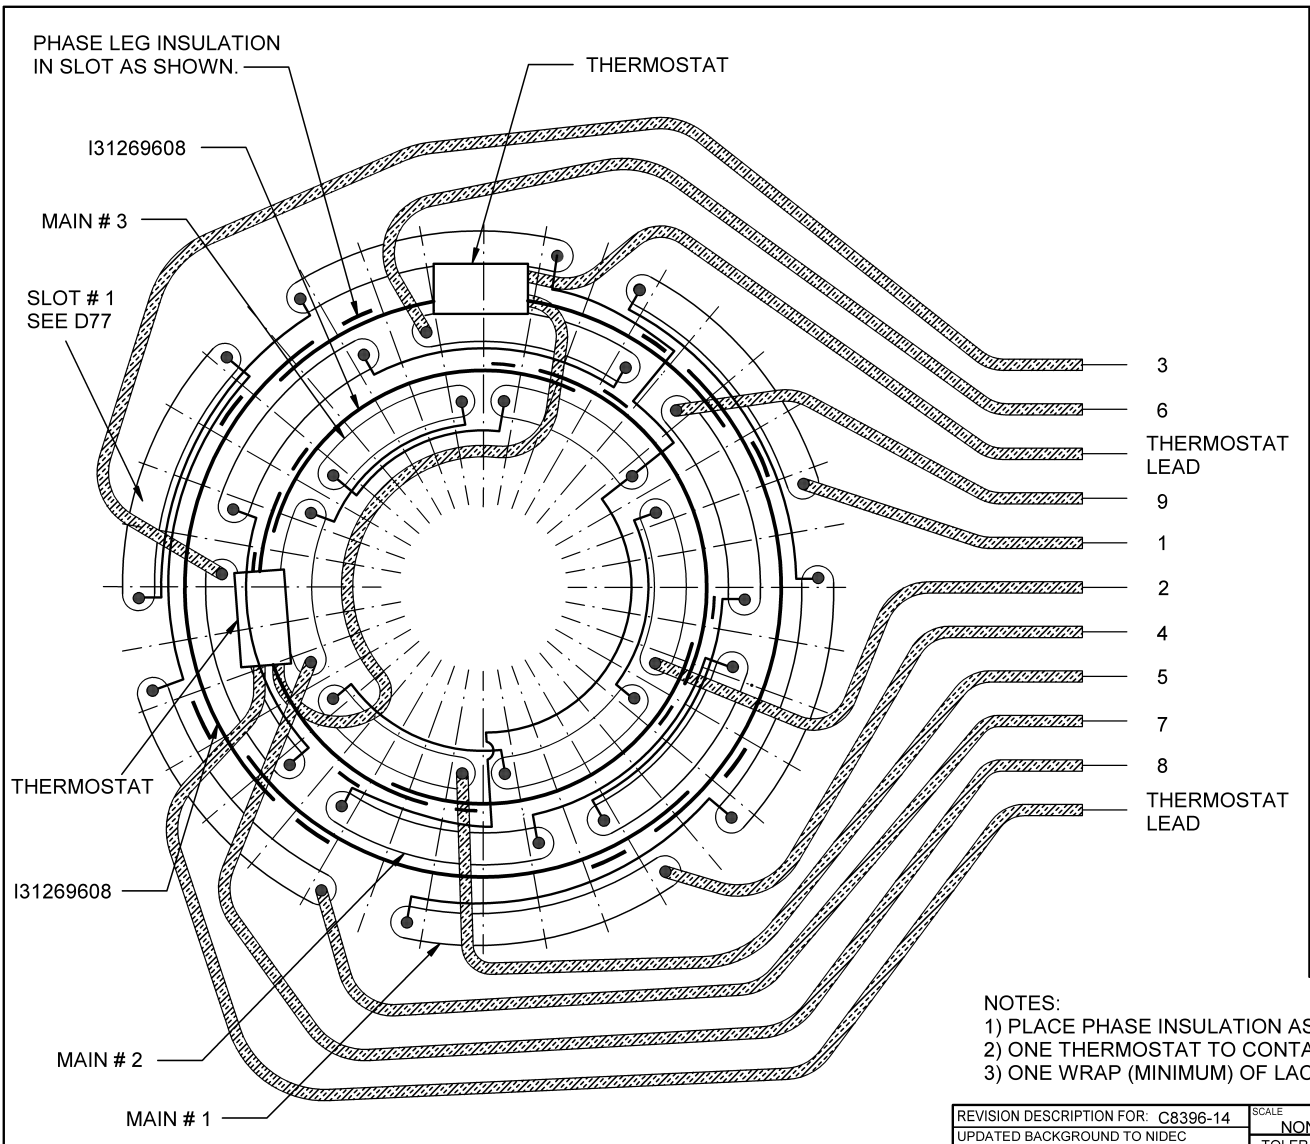 PHASE LEG INSULATION
IN SLOT AS SHOWN.
THERMOSTAT
I31269608
MAIN # 3
SLOT # 1
SEE D77
3
6
THERMOSTAT
LEAD
9
1
2
4
5
7
8
THERMOSTAT
LEAD
THERMOSTAT
I31269608
MAIN # 2
MAIN # 1
NOTES:
1) PLACE PHASE INSULATION AS
2) ONE THERMOSTAT TO CONTA
3) ONE WRAP (MINIMUM) OF LAC
REVISION DESCRIPTION FOR: C8396-14
UPDATED BACKGROUND TO NIDEC
SCALE
NON
TOLER